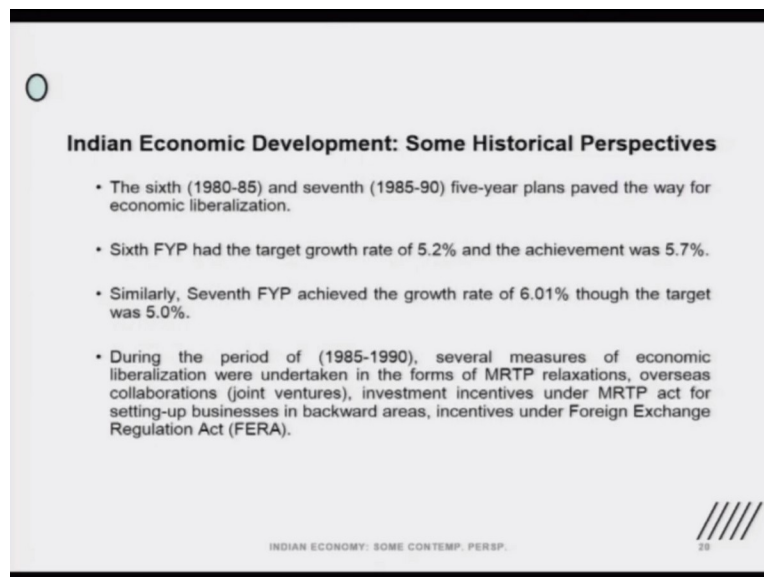 Indian Economic Development: Some Historical Perspectives
• The sixth (1980-85) and seventh (1985-90) five-year plans paved the way for
economic liberalization.
• Sixth FYP had the target growth rate of 5.2% and the achievement was 5.7%.
• Similarly, Seventh FYP achieved the growth rate of 6.01% though the target
was 5.0%.
• During the period of (1985-1990), several measures of economic
liberalization were undertaken in the forms of MRTP relaxations, overseas
collaborations (joint ventures), investment incentives under MRTP act for
setting-up businesses in backward areas, incentives under Foreign Exchange
Regulation Act (FERA).
INDIAN ECONOMY: SOME CONTEMP. PERSP.